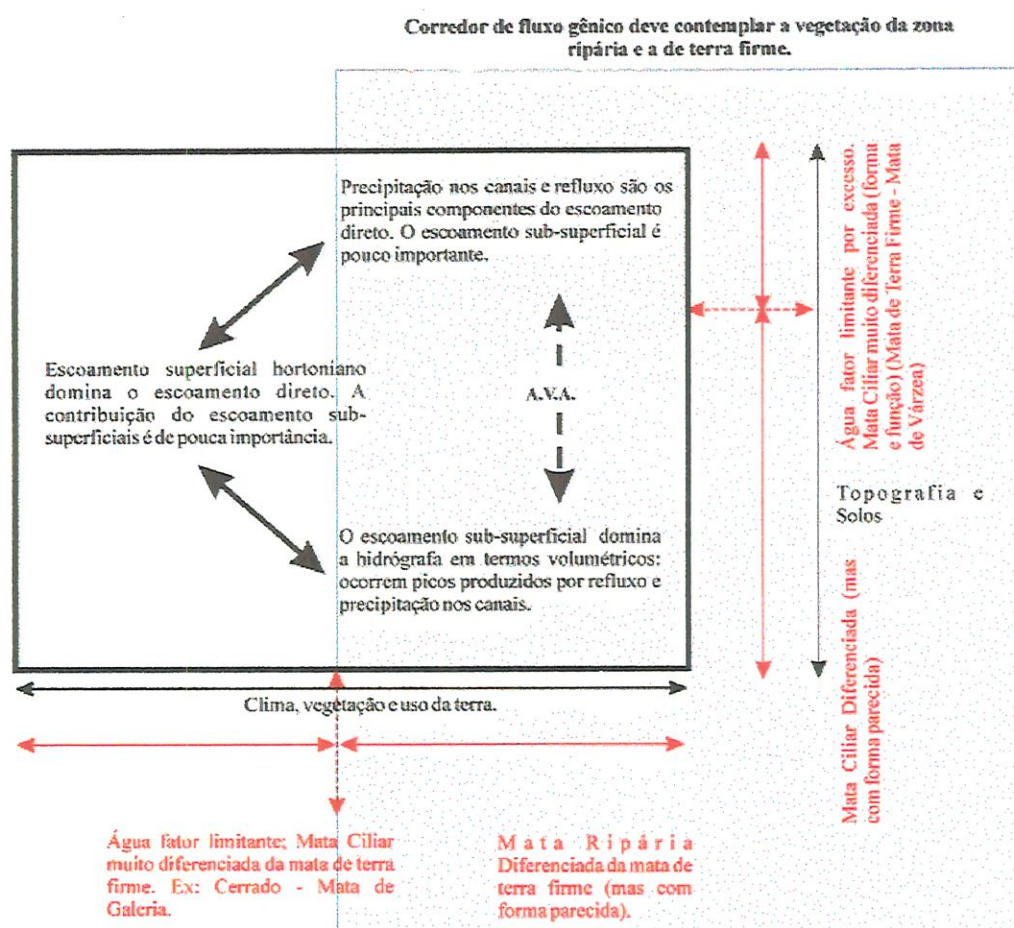 Corredor de fluxo gênico deve contemplar a vegetação da zona
ripária e a de terra firme.
Precipitação nos canais e refluxo são os
principais componentes do escoamento
direto. O escoamento sub-superficial é
pouco importante.
Escoamento superficial hortoniano
domina o escoamento direto. A
contribuição do escoamento sub-
superficiais é de pouca importância.
A.V.A.
O escoamento sub-superficial domina
a hidrógrafa em termos volumétricos:
ocorrem picos produzidos por refluxo e
precipitação nos canais.
Clima, vegetação e uso da terra.
Água fator limitante por excesso.
Mata Ciliar muito diferenciada (forma
e função) (Mata de Terra Firme - Mata
de Várzea)
Topografia e
Solos
Mata Ciliar Diferenciada (mas
com forma parecida)
Água fator limitante; Mata Ciliar
muito diferenciada da mata de terra
firme. Ex: Cerrado - Mata de
Galeria.
Mata Ripária
Diferenciada da mata de
terra firme (mas com
forma parecida).